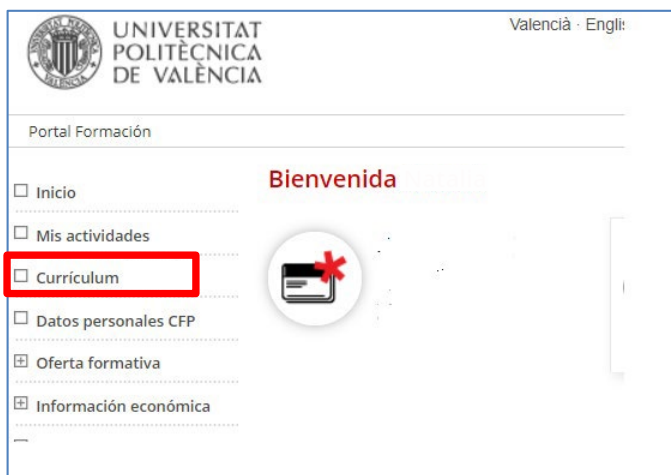 UNIVERSITAT
POLITÈCNICA
DE VALÈNCIA
Valencià ·
Portal Formación
Bienvenida
Inicio
Mis actividades
Currículum
Datos personales CFP
Oferta formativa
Información económica